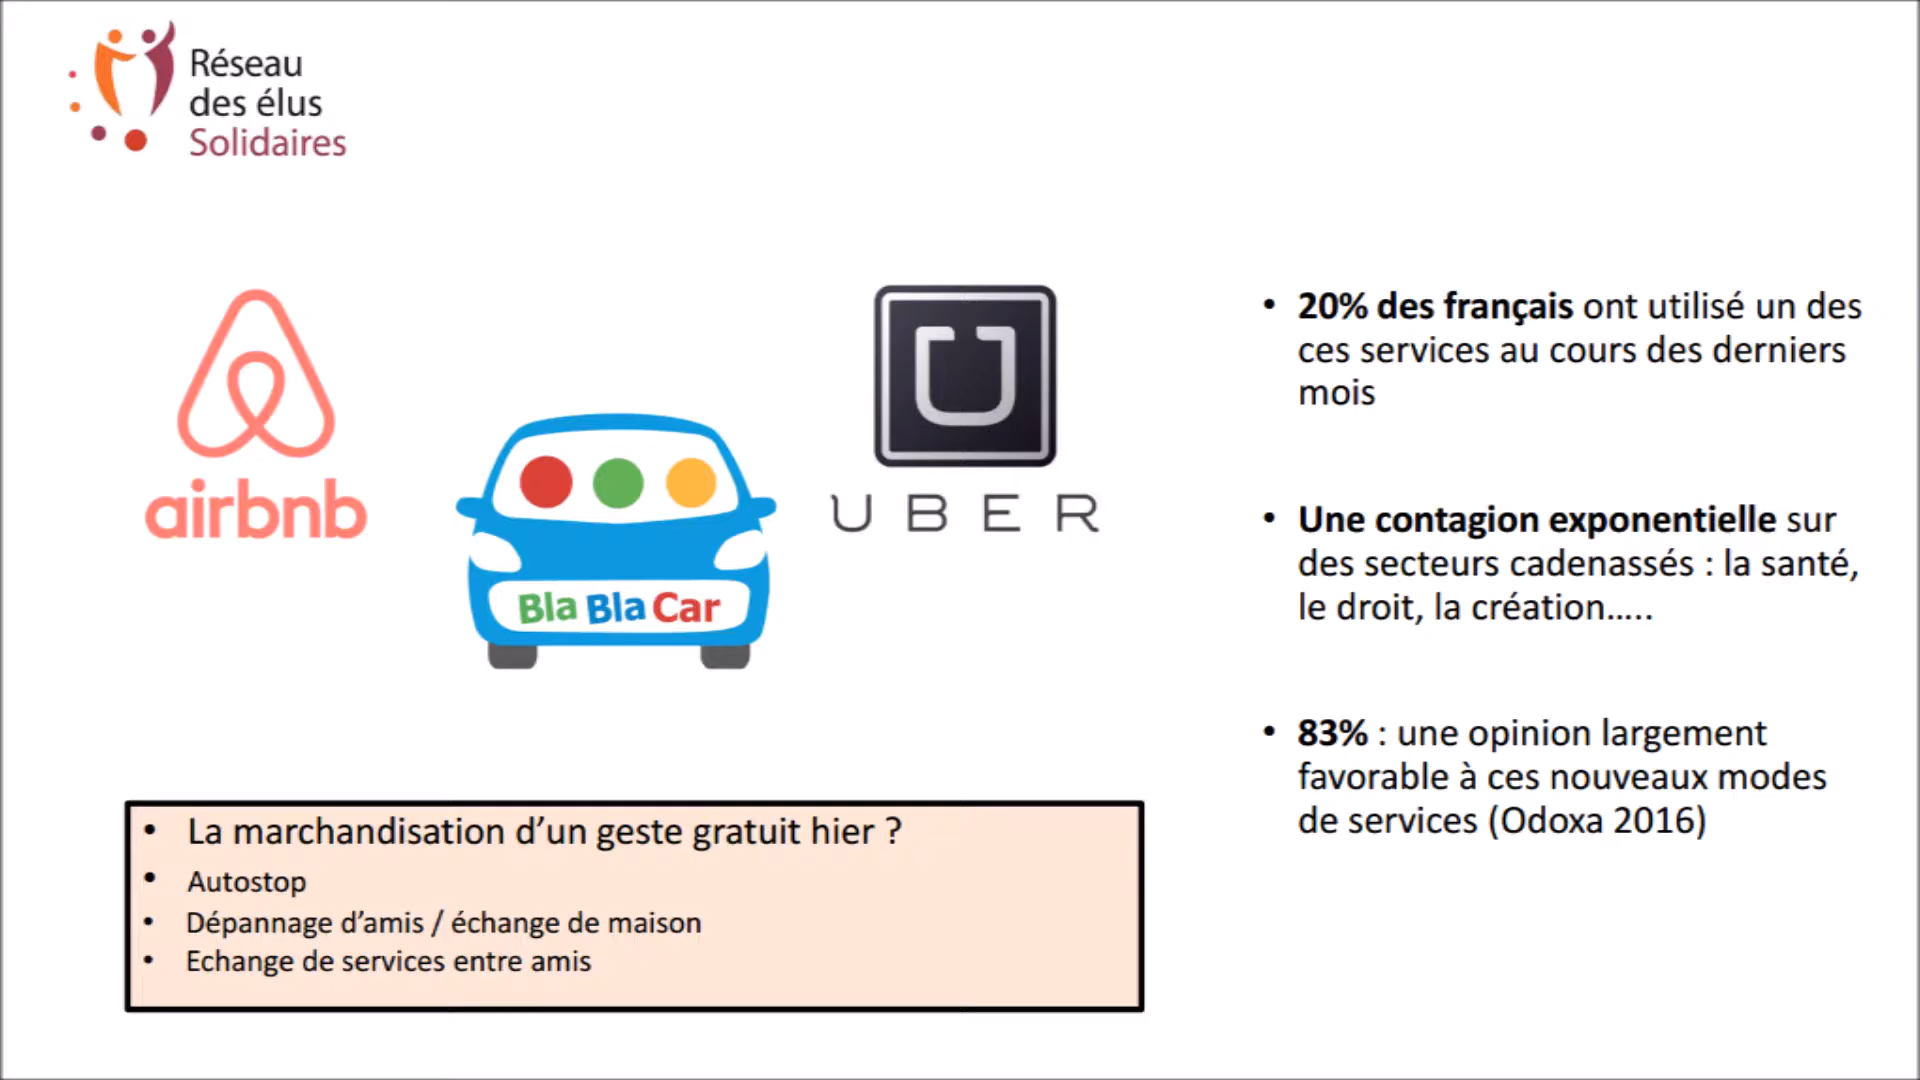 Réseau
des élus
Solidaires
airbnb
Bla Bla Car
UBER
• 20% des français ont utilisé un des
ces services au cours des derniers
mois
• Une contagion exponentielle sur
des secteurs cadenassés : la santé,
le droit, la création.....
• 83% : une opinion largement
favorable à ces nouveaux modes
de services (Odoxa 2016)
• La marchandisation d’un geste gratuit hier ?
• Autostop
• Dépannage d’amis / échange de maison
• Echange de services entre amis